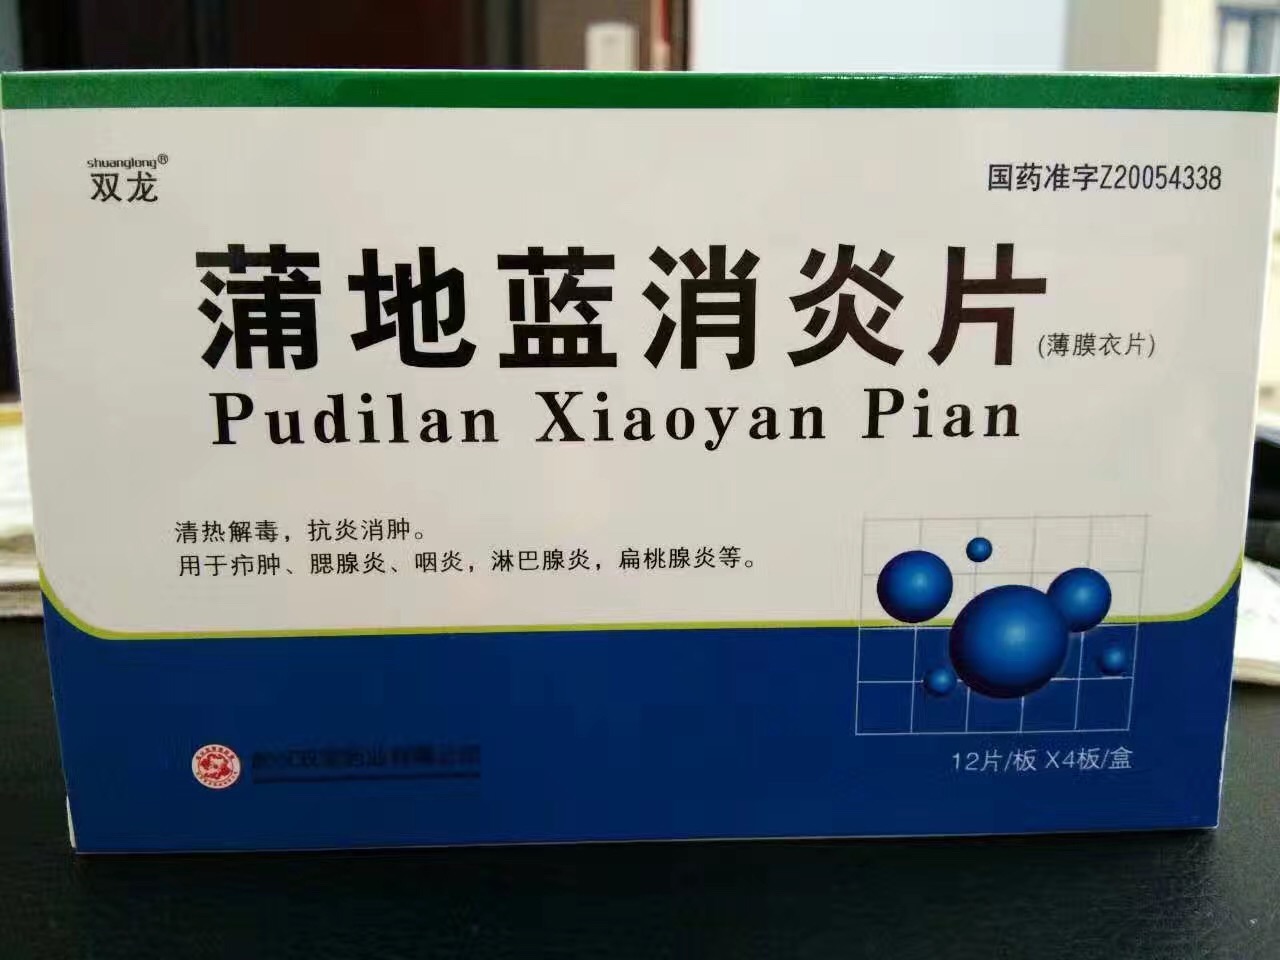 shuanglong®
双龙
国药准字Z20054338
蒲地蓝消炎片
(薄膜衣片)
Pudilan Xiaoyan Pian
清热解毒，抗炎消肿。
用于疖肿、腮腺炎、咽炎，淋巴腺炎，扁桃腺炎等。
12片/板 X4板/盒